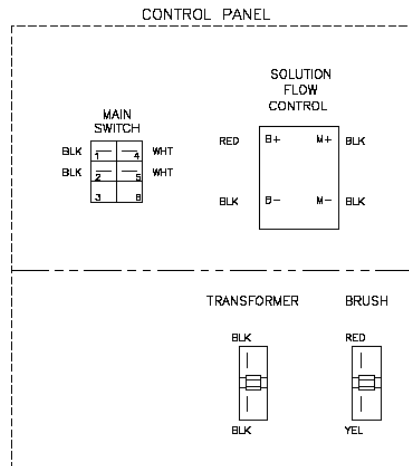 CONTROL PANEL
SOLUTION
FLOW
CONTROL
MAIN
SWITCH
RED B+ M+ BLK
BLK 1 4 WHT
BLK 2 5 WHT
3 6
BLK B- M- BLK
TRANSFORMER BRUSH
BLK RED
BLK YEL